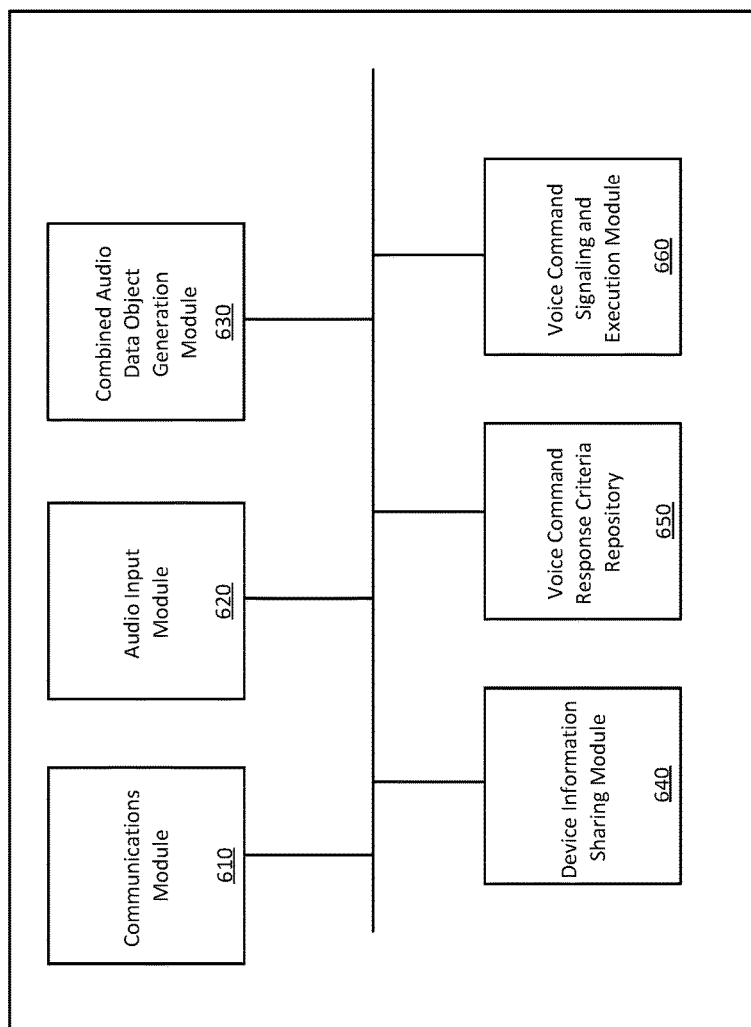 Communications
Module
610
Audio Input
Module
620
Combined Audio
Data Object
Generation
Module
630
Device Information
Sharing Module
640
Voice Command
Response Criteria
Repository
650
Voice Command
Signaling and
Execution Module
660